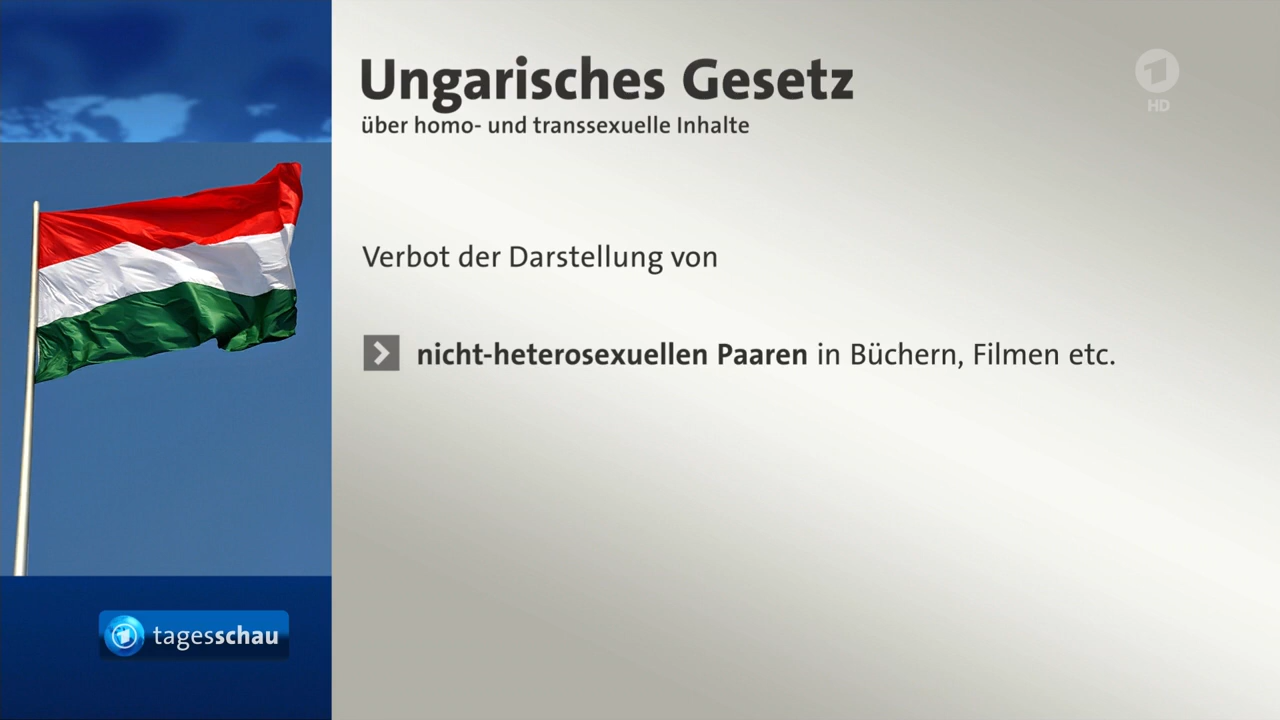 Ungarisches Gesetz
über homo- und transsexuelle Inhalte
Verbot der Darstellung von
nicht-heterosexuellen Paaren in Büchern, Filmen etc.
1
HD
tagesschau